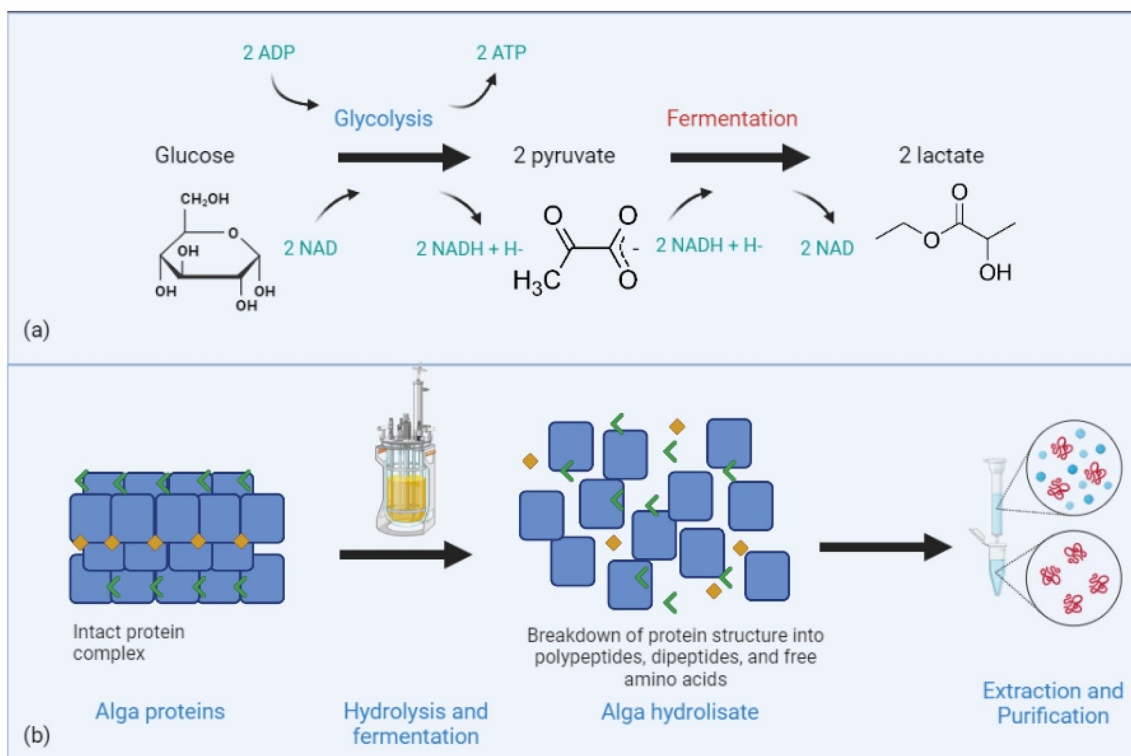 2 ADP
2 ATP
Glycolysis
Fermentation
Glucose
2 pyruvate
2 lactate
CH₂OH
O
OH
OH
OH
OH
2 NAD
2 NADH + H-
O
O
-
O
H₃C
2 NADH + H-
2 NAD
O
O
OH
(a)
Intact protein
complex
Alga proteins
Hydrolysis and
fermentation
Breakdown of protein structure into
polypeptides, dipeptides, and free
amino acids
Alga hydrolisate
Extraction and
Purification
(b)